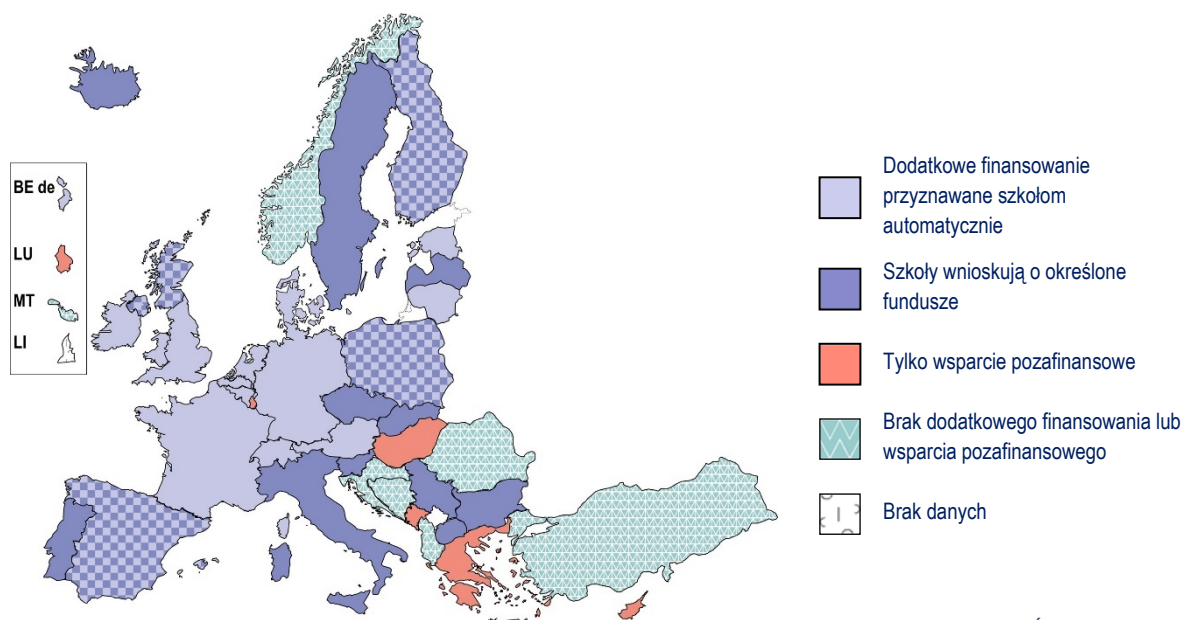 BE de
LU
MT
LI
Dodatkowe finansowanie
przyznawane szkołom
automatycznie
Szkoły wnioskują o określone
fundusze
Tylko wsparcie pozafinansowe
Brak dodatkowego finansowania lub
wsparcia pozafinansowego
Brak danych